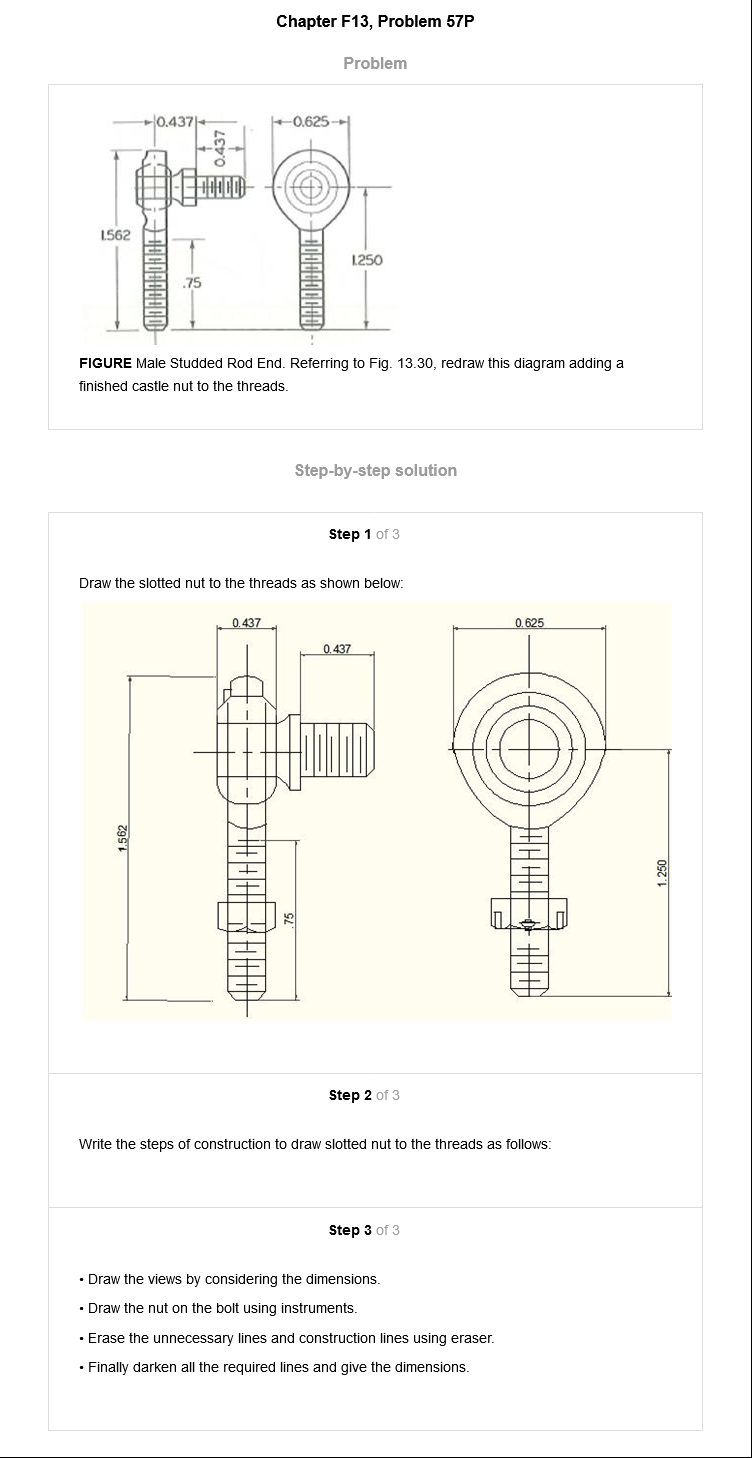 Chapter F13, Problem 57P
Problem
0.437
0.437
0.625
1.562
.75
1.250
FIGURE Male Studded Rod End. Referring to Fig. 13.30, redraw this diagram adding a
finished castle nut to the threads.
Step-by-step solution
Step 1 of 3
Draw the slotted nut to the threads as shown below:
0.437
0.437
0.625
1.562
.75
1.250
Step 2 of 3
Write the steps of construction to draw slotted nut to the threads as follows:
Step 3 of 3
• Draw the views by considering the dimensions.
• Draw the nut on the bolt using instruments.
• Erase the unnecessary lines and construction lines using eraser.
• Finally darken all the required lines and give the dimensions.